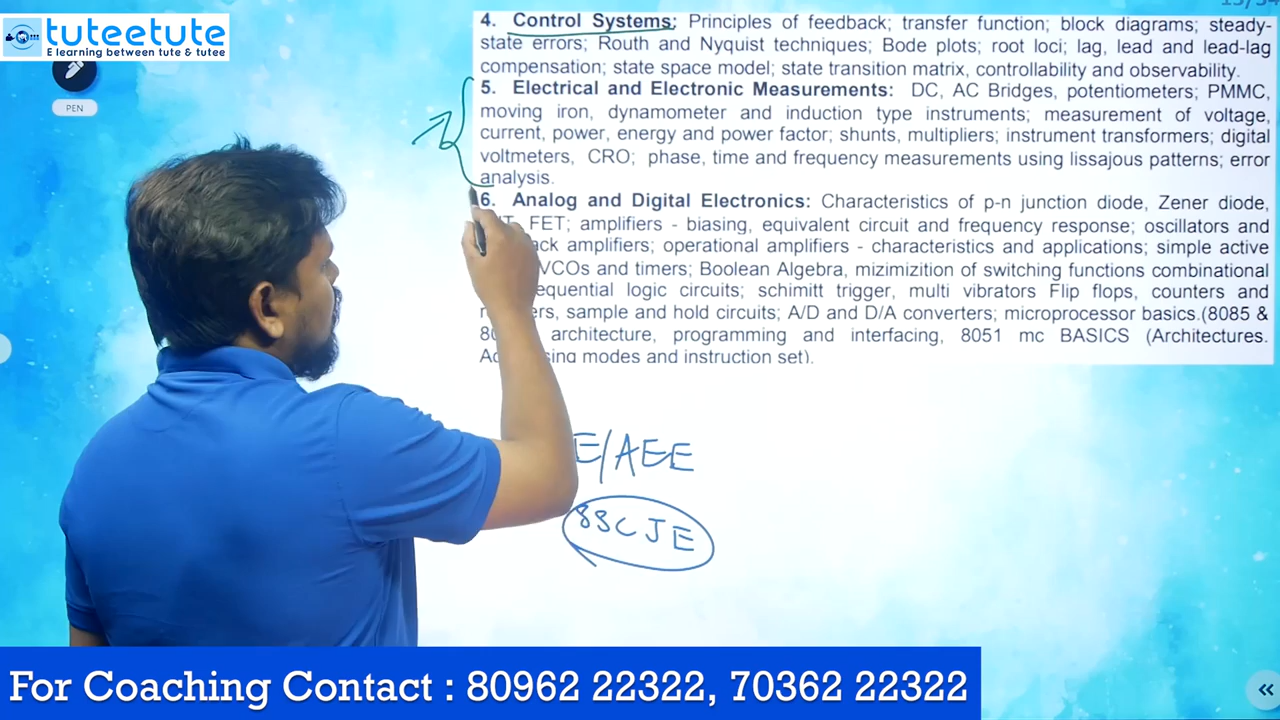 13/34
tuteetute
E learning between tute & tutee
PEN
4. Control Systems: Principles of feedback; transfer function; block diagrams; steady-
state errors; Routh and Nyquist techniques; Bode plots; root loci; lag, lead and lead-lag
compensation; state space model; state transition matrix, controllability and observability.
5. Electrical and Electronic Measurements: DC, AC Bridges, potentiometers; PMMC,
moving iron, dynamometer and induction type instruments; measurement of voltage,
current, power, energy and power factor; shunts, multipliers; instrument transformers; digital
voltmeters, CRO; phase, time and frequency measurements using lissajous patterns; error
analysis.
6. Analog and Digital Electronics: Characteristics of p-n junction diode, Zener diode,
FET; amplifiers - biasing, equivalent circuit and frequency response; oscillators and
amplifiers; operational amplifiers - characteristics and applications; simple active
VCOs and timers; Boolean Algebra, mizimizition of switching functions combinational
logic circuits; schimitt trigger, multi vibrators Flip flops, counters and
sample and hold circuits; A/D and D/A converters; microprocessor basics.(8085 &
architecture, programming and interfacing, 8051 mc BASICS (Architectures.
modes and instruction set).
E/AEE
SSC JE
For Coaching Contact : 80962 22322, 70362 22322